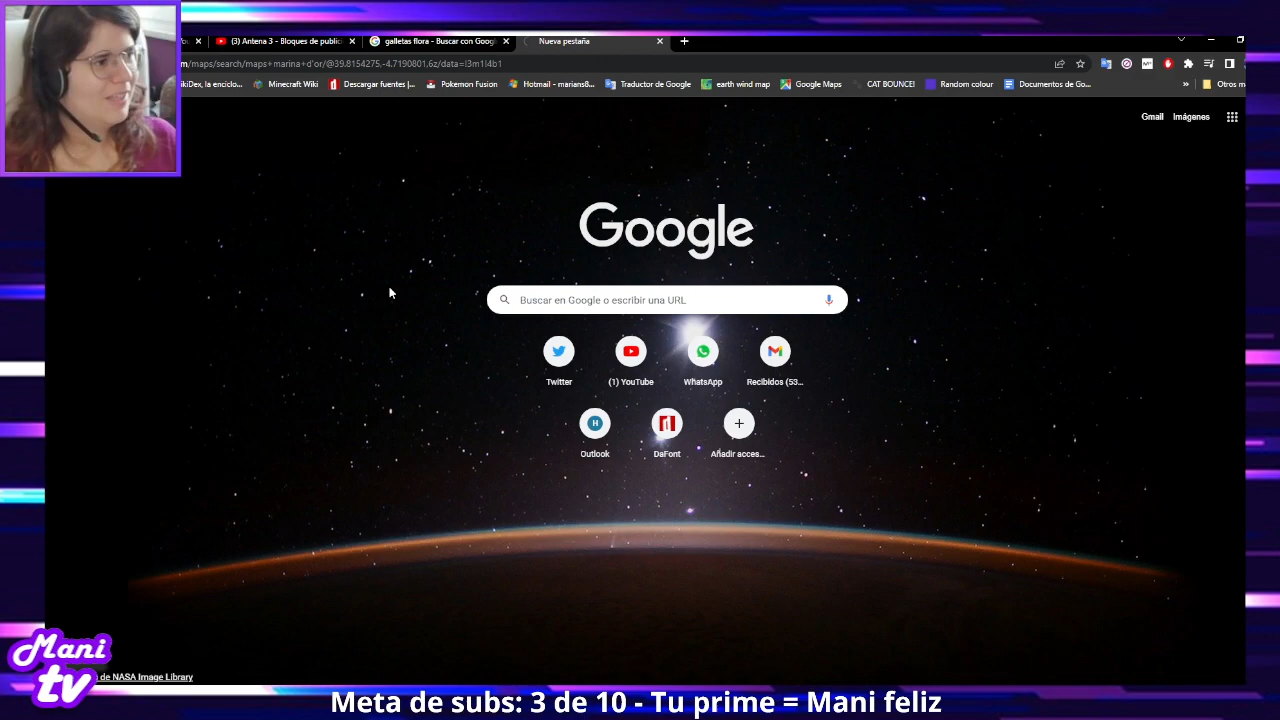 (3) Antena 3 - Bloques de public
galletas flora - Buscar con Googl
Nueva pestaña
m/maps/search/maps+marina+d'or/@39.8154275,-4.7190801,6z/data=!3m1!4b1
kiDex, la enciclo...
Minecraft Wiki
Descargar fuentes |...
Pokemon Fusion
Hotmail - marians8...
Traductor de Google
earth wind map
Google Maps
CAT BOUNCE!
Random colour
Documentos de Go...
»
Otros m
Gmail
Imágenes
Google
Buscar en Google o escribir una URL
Twitter
(1) YouTube
WhatsApp
Recibidos (53...
H
Outlook
DaFont
Añadir acces...
Mani
tv
de NASA Image Library
Meta de subs: 3 de 10 - Tu prime = Mani feliz